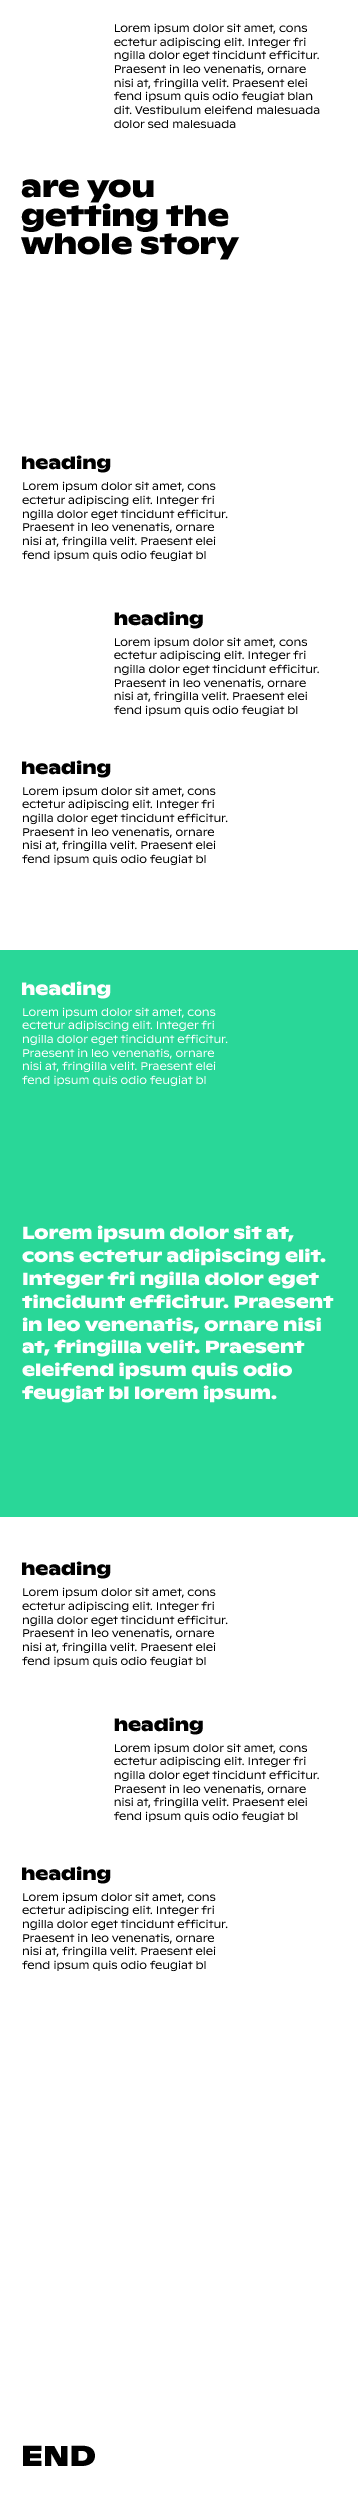 Lorem ipsum dolor sit amet, cons
ectetur adipiscing elit. Integer fri
ngilla dolor eget tincidunt efficitur.
Praesent in leo venenatis, ornare
nisi at, fringilla velit. Praesent elei
fend ipsum quis odio feugiat blan
dit. Vestibulum eleifend malesuada
dolor sed malesuada
are you
getting the
whole story
heading
Lorem ipsum dolor sit amet, cons
ectetur adipiscing elit. Integer fri
ngilla dolor eget tincidunt efficitur.
Praesent in leo venenatis, ornare
nisi at, fringilla velit. Praesent elei
fend ipsum quis odio feugiat bl
heading
Lorem ipsum dolor sit amet, cons
ectetur adipiscing elit. Integer fri
ngilla dolor eget tincidunt efficitur.
Praesent in leo venenatis, ornare
nisi at, fringilla velit. Praesent elei
fend ipsum quis odio feugiat bl
heading
Lorem ipsum dolor sit amet, cons
ectetur adipiscing elit. Integer fri
ngilla dolor eget tincidunt efficitur.
Praesent in leo venenatis, ornare
nisi at, fringilla velit. Praesent elei
fend ipsum quis odio feugiat bl
heading
Lorem ipsum dolor sit amet, cons
ectetur adipiscing elit. Integer fri
ngilla dolor eget tincidunt efficitur.
Praesent in leo venenatis, ornare
nisi at, fringilla velit. Praesent elei
fend ipsum quis odio feugiat bl
Lorem ipsum dolor sit at,
cons ectetur adipiscing elit.
Integer fri ngilla dolor eget
tincidunt efficitur. Praesent
in leo venenatis, ornare nisi
at, fringilla velit. Praesent
eleifend ipsum quis odio
feugiat bl lorem ipsum.
heading
Lorem ipsum dolor sit amet, cons
ectetur adipiscing elit. Integer fri
ngilla dolor eget tincidunt efficitur.
Praesent in leo venenatis, ornare
nisi at, fringilla velit. Praesent elei
fend ipsum quis odio feugiat bl
heading
Lorem ipsum dolor sit amet, cons
ectetur adipiscing elit. Integer fri
ngilla dolor eget tincidunt efficitur.
Praesent in leo venenatis, ornare
nisi at, fringilla velit. Praesent elei
fend ipsum quis odio feugiat bl
heading
Lorem ipsum dolor sit amet, cons
ectetur adipiscing elit. Integer fri
ngilla dolor eget tincidunt efficitur.
Praesent in leo venenatis, ornare
nisi at, fringilla velit. Praesent elei
fend ipsum quis odio feugiat bl
END